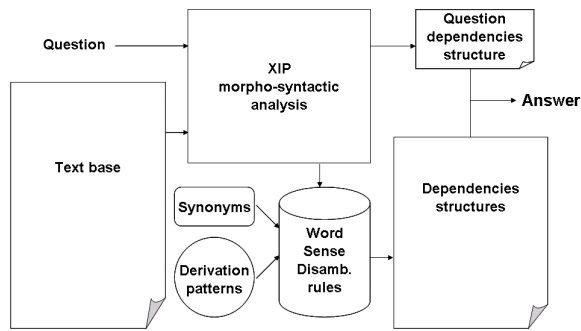 Question
XIP
morpho-syntactic
analysis
Question
dependencies
structure
Answer
Text base
Synonyms
Derivation
patterns
Word
Sense
Disamb.
rules
Dependencies
structures